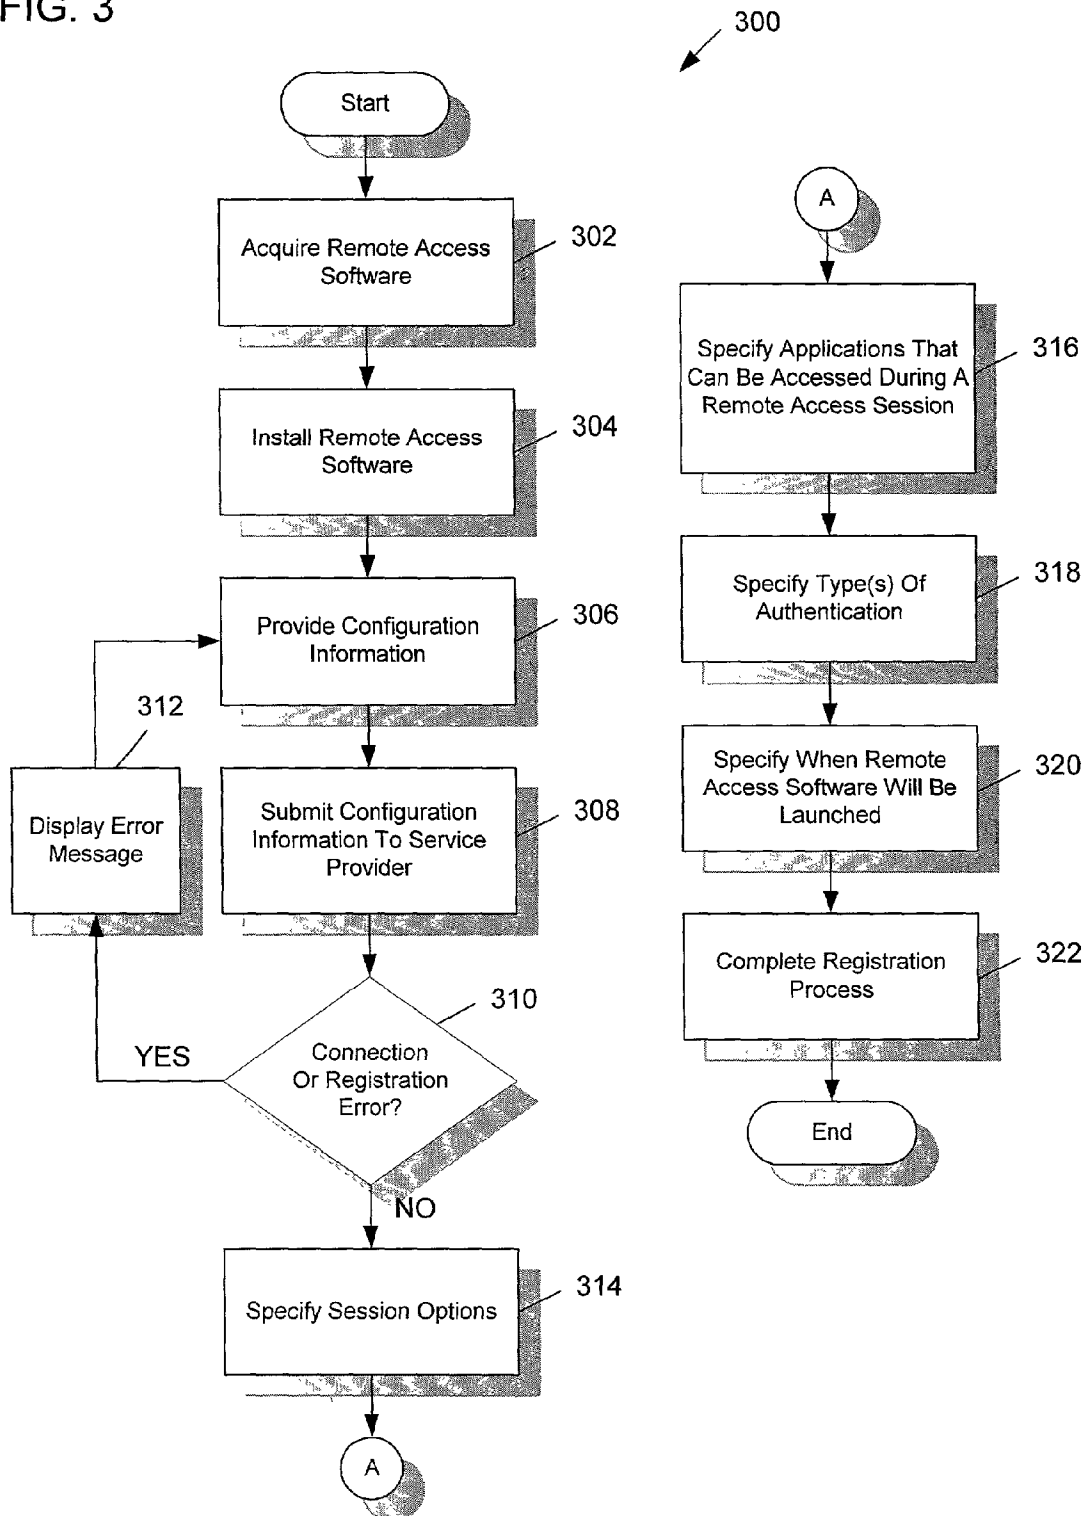 FIG. 3
300
Start
Acquire Remote Access
Software
302
Install Remote Access
Software
304
Provide Configuration
Information
306
312
Display Error
Message
Submit Configuration
Information To Service
Provider
308
310
Connection
Or Registration
Error?
YES
NO
Specify Session Options
314
A
A
Specify Applications That
Can Be Accessed During A
Remote Access Session
316
Specify Type(s) Of
Authentication
318
Specify When Remote
Access Software Will Be
Launched
320
Complete Registration
Process
322
End